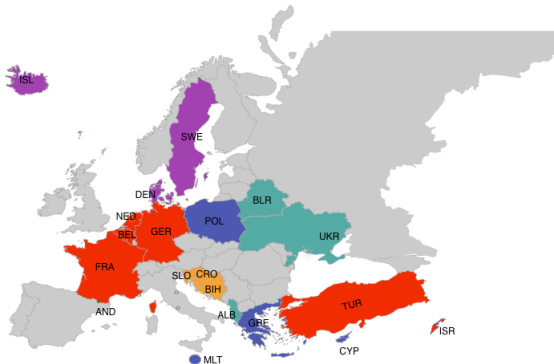 ISL
SWE
DEN
BLR
NED
POL
GER
BEL
UKR
FRA
SLO CRO
BIH
AND
TUR
ALB
GRE
ISR
CYP
MLT